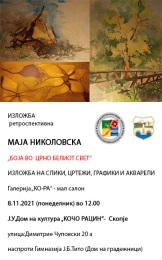 ИЗЛОЖБА
ретроспективна
МАЈА НИКОЛОВСКА
„БОЈА ВО ЦРНО БЕЛИОТ СВЕТ"
ИЗЛОЖБА НА СЛИКИ, ЦРТЕЖИ, ГРАФИКИ И АКВАРЕЛИ
Галерија„КО-РА" - мал салон
8.11.2021 (понеделник) во 12.00
Ј.У.Дом на култура „КОЧО РАЦИН"- Скопје
улица:Димитрие Чуповски 20 а
наспроти Гимназија Ј.Б.Тито (Дом на градежници)